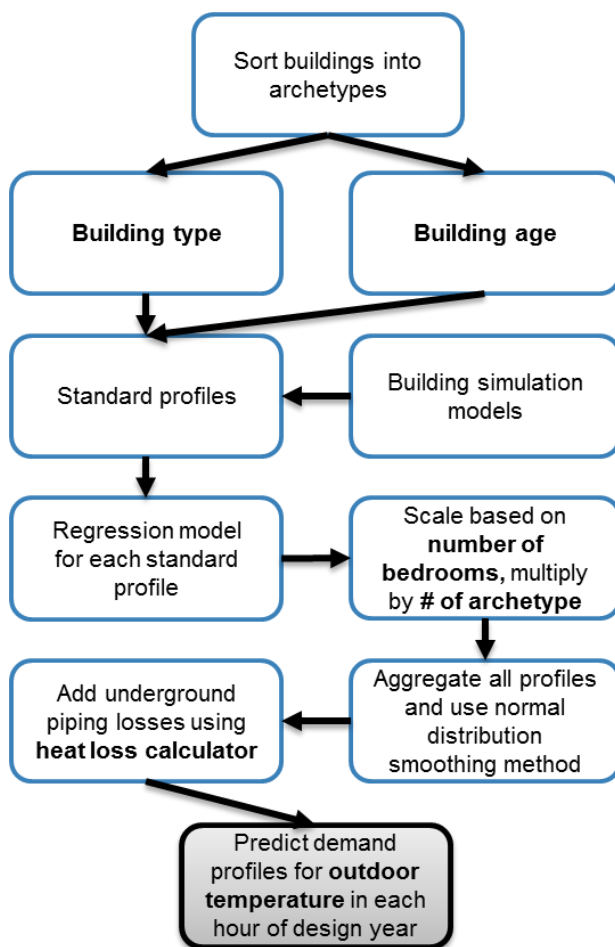 Sort buildings into
archetypes
Building type
Building age
Standard profiles
Building simulation
models
Regression model
for each standard
profile
Scale based on
number of
bedrooms, multiply
by # of archetype
Add underground
piping losses using
heat loss calculator
Aggregate all profiles
and use normal
distribution
smoothing method
Predict demand
profiles for outdoor
temperature in each
hour of design year